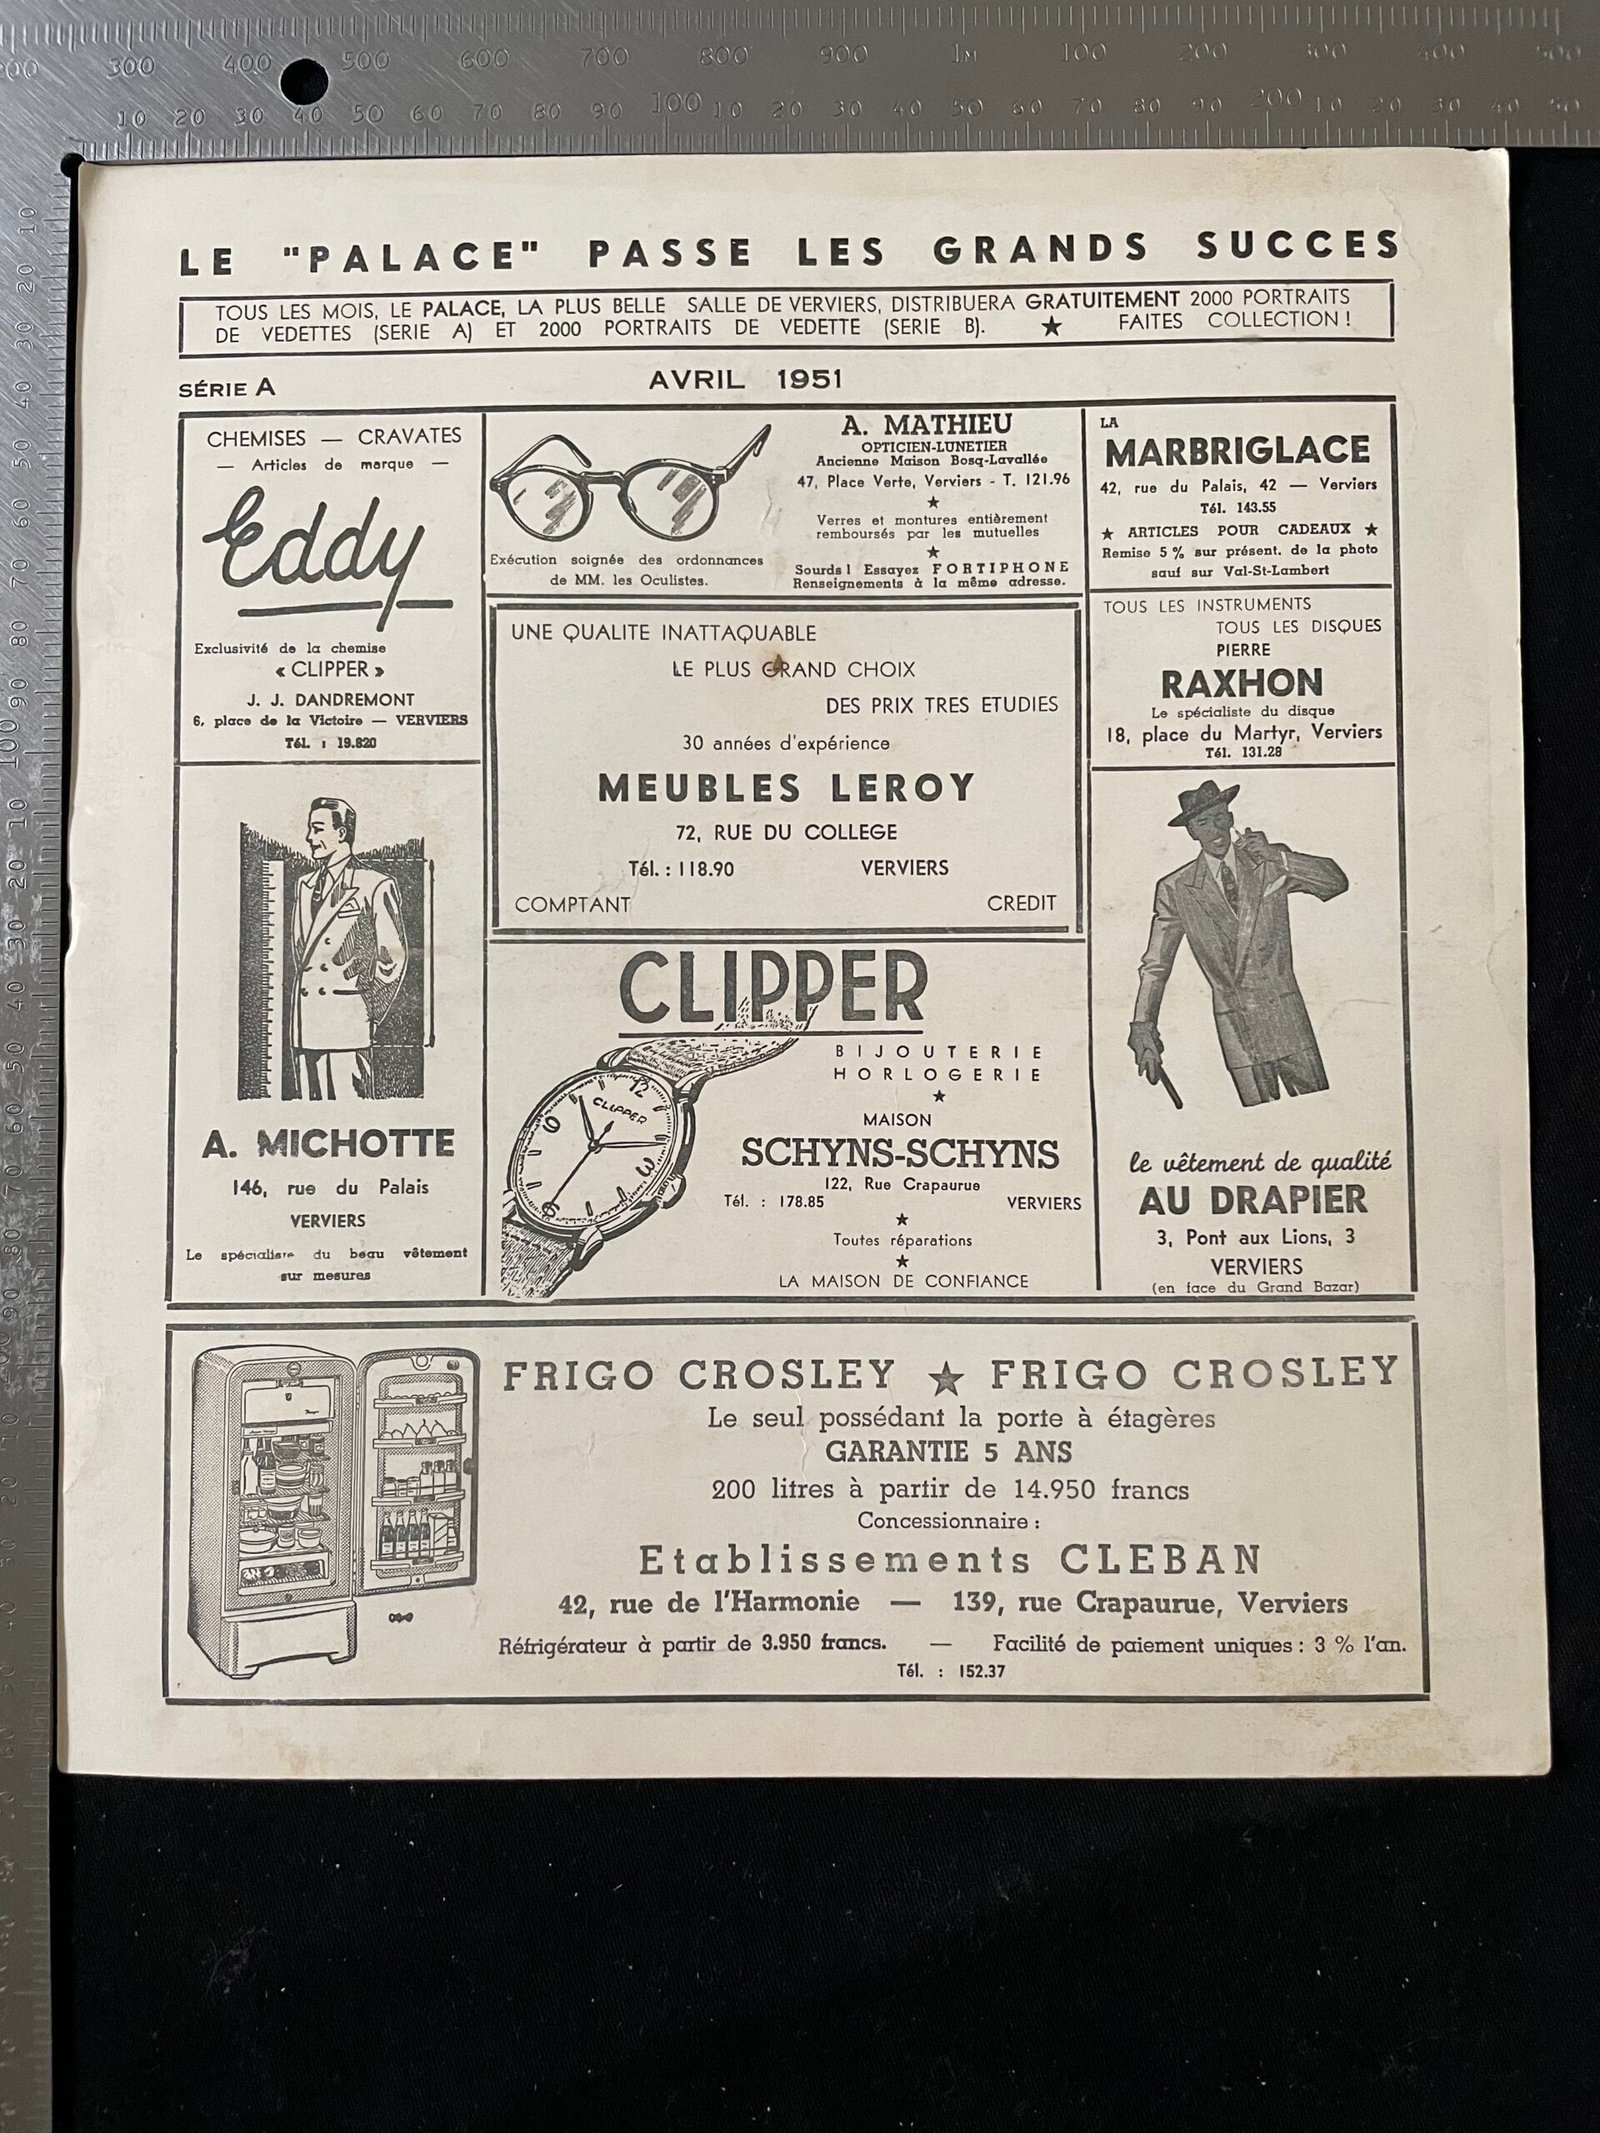 LE "PALACE" PASSE LES GRANDS SUCCES
TOUS LES MOIS, LE PALACE, LA PLUS BELLE SALLE DE VERVIERS, DISTRIBUERA GRATUITEMENT 2000 PORTRAITS
DE VEDETTES (SERIE A) ET 2000 PORTRAITS DE VEDETTE (SERIE B). ★ FAITES COLLECTION !
SÉRIE A
AVRIL 1951
CHEMISES — CRAVATES
— Articles de marque —
Eddy
Exclusivité de la chemise
« CLIPPER »
J. J. DANDREMONT
6, place de la Victoire — VERVIERS
Tél. : 19.820
A. MATHIEU
OPTICIEN-LUNETIER
Ancienne Maison Bosq-Lavallée
47, Place Verte, Verviers - T. 121.96
★
Verres et montures entièrement
remboursés par les mutuelles
★
Sourds ! Essayez FORTIPHONE
Renseignements à la même adresse.
Exécution soignée des ordonnances
de MM. les Oculistes.
LA
MARBRIGLACE
42, rue du Palais, 42 — Verviers
Tél. 143.55
★ ARTICLES POUR CADEAUX ★
Remise 5 % sur présent. de la photo
sauf sur Val-St-Lambert
UNE QUALITE INATTAQUABLE
LE PLUS GRAND CHOIX
DES PRIX TRES ETUDIES
30 années d'expérience
MEUBLES LEROY
72, RUE DU COLLEGE
Tél. : 118.90 VERVIERS
COMPTANT CREDIT
TOUS LES INSTRUMENTS
TOUS LES DISQUES
PIERRE
RAXHON
Le spécialiste du disque
18, place du Martyr, Verviers
Tél. 131.28
A. MICHOTTE
146, rue du Palais
VERVIERS
Le spécialiste du beau vêtement
sur mesures
CLIPPER
12
CLIPPER
9
3
6
BIJOUTERIE
HORLOGERIE
★
MAISON
SCHYNS-SCHYNS
122, Rue Crapaurue
Tél. : 178.85 VERVIERS
★
Toutes réparations
★
LA MAISON DE CONFIANCE
le vêtement de qualité
AU DRAPIER
3, Pont aux Lions, 3
VERVIERS
(en face du Grand Bazar)
FRIGO CROSLEY ★ FRIGO CROSLEY
Le seul possédant la porte à étagères
GARANTIE 5 ANS
200 litres à partir de 14.950 francs
Concessionnaire :
Etablissements CLEBAN
42, rue de l'Harmonie — 139, rue Crapaurue, Verviers
Réfrigérateur à partir de 3.950 francs. — Facilité de paiement uniques : 3 % l'an.
Tél. : 152.37